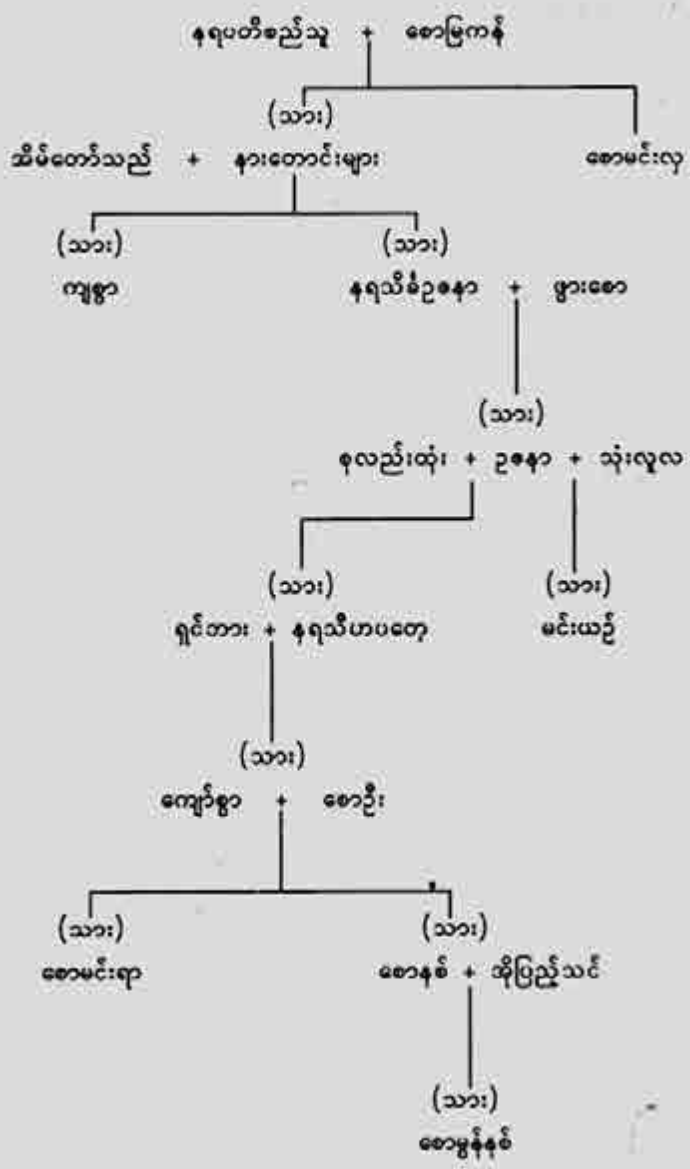 နရပတိစည်သူ + စောမြကန်
(သား)
အိမ်တော်သည် + နားတောင်းများ စောမင်းလှ
(သား) (သား)
ကျစွာ နရသိင်္ခဥဇနာ + ဖွားစော
(သား)
စုလည်းထုံး + ဥဇနာ + သုံးလူလ
(သား) (သား)
ရှင်ဘား + နရသီဟပတေ့ မင်းယဉ်
(သား)
ကျော်စွာ + စောဦး
(သား) (သား)
စောမင်းရာ စောနစ် + အိုပြည့်သင်
(သား)
စောမွန်နစ်